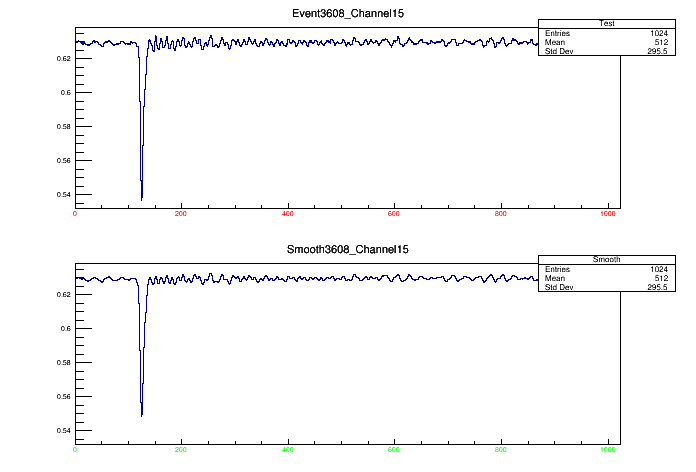 Event3608_Channel15
Test
Entries 1024
Mean 512
Std Dev 295.5
0.62
0.6
0.58
0.56
0.54
0 200 400 600 800 1000
Smooth3608_Channel15
Smooth
Entries 1024
Mean 512
Std Dev 295.5
0.62
0.6
0.58
0.56
0.54
0 200 400 600 800 1000